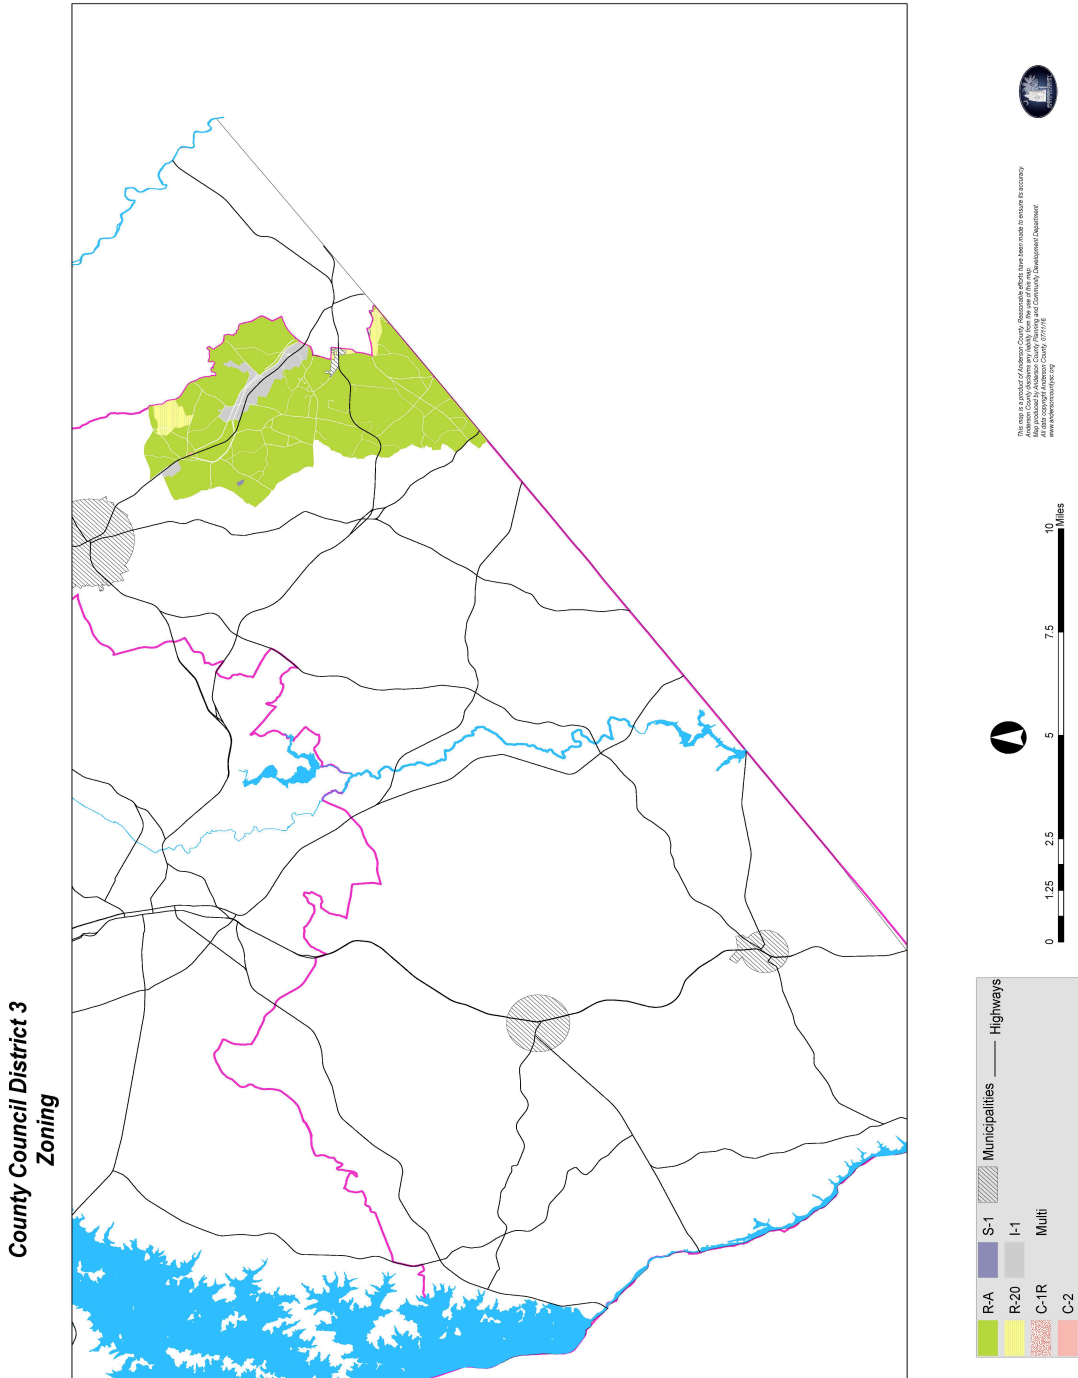 County Council District 3
Zoning
R-A
S-1
Municipalities
Highways
R-20
I-1
C-1R
Multi
C-2
0
1.25
2.5
5
7.5
10
Miles
This map is a product of Anderson County. Reasonable efforts have been made to ensure its accuracy.
Anderson County disclaims any liability from the use of this map.
Map produced by Anderson County Planning and Community Development Department.
All data copyright Anderson County 07/11/16
www.andersoncountysc.org